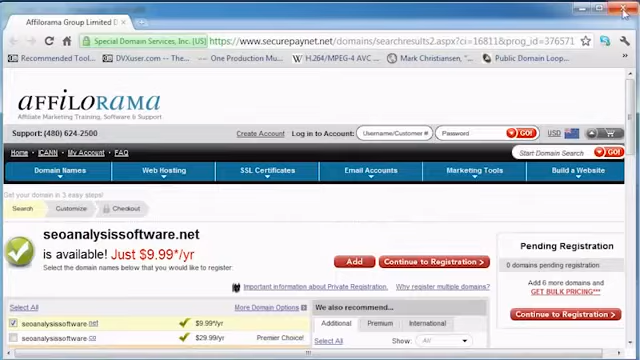 Affilorama Group Limited D
Special Domain Services, Inc. [US]
https://www.securepaynet.net/domains/searchresults2.aspx?ci=16811&prog_id=376571
Recommended Tool...
DVXuser.com -- The...
One Production Mu...
H.264/MPEG-4 AVC ...
Mark Christiansen, "...
Public Domain Loop...
AFFILORAMA
Affiliate Marketing Training, Software & Support
Support: (480) 624-2500
Create Account
Log in to Account:
Username/Customer #
Password
GO!
USD
Home
ICANN
My Account
FAQ
Start Domain Search
GO!
Domain Names
Web Hosting
SSL Certificates
Email Accounts
Marketing Tools
Build a Website
Get your domain in 3 easy steps!
Search
Customize
Checkout
seoanalysissoftware.net
is available! Just $9.99*/yr
Select the domain names below that you would like to register:
Add
Continue to Registration >
Important information about Private Registration.
Why register multiple domains?
Pending Registration
0 domains pending registration
Add 6 more domains and
GET BULK PRICING***
Continue to Registration >
Select All
More Domain Options
seoanalysissoftware.net
$9.99*/yr
$29.99*/yr
Premier Choice!
We also recommend...
Additional
Premium
International
Select All
Show:
All